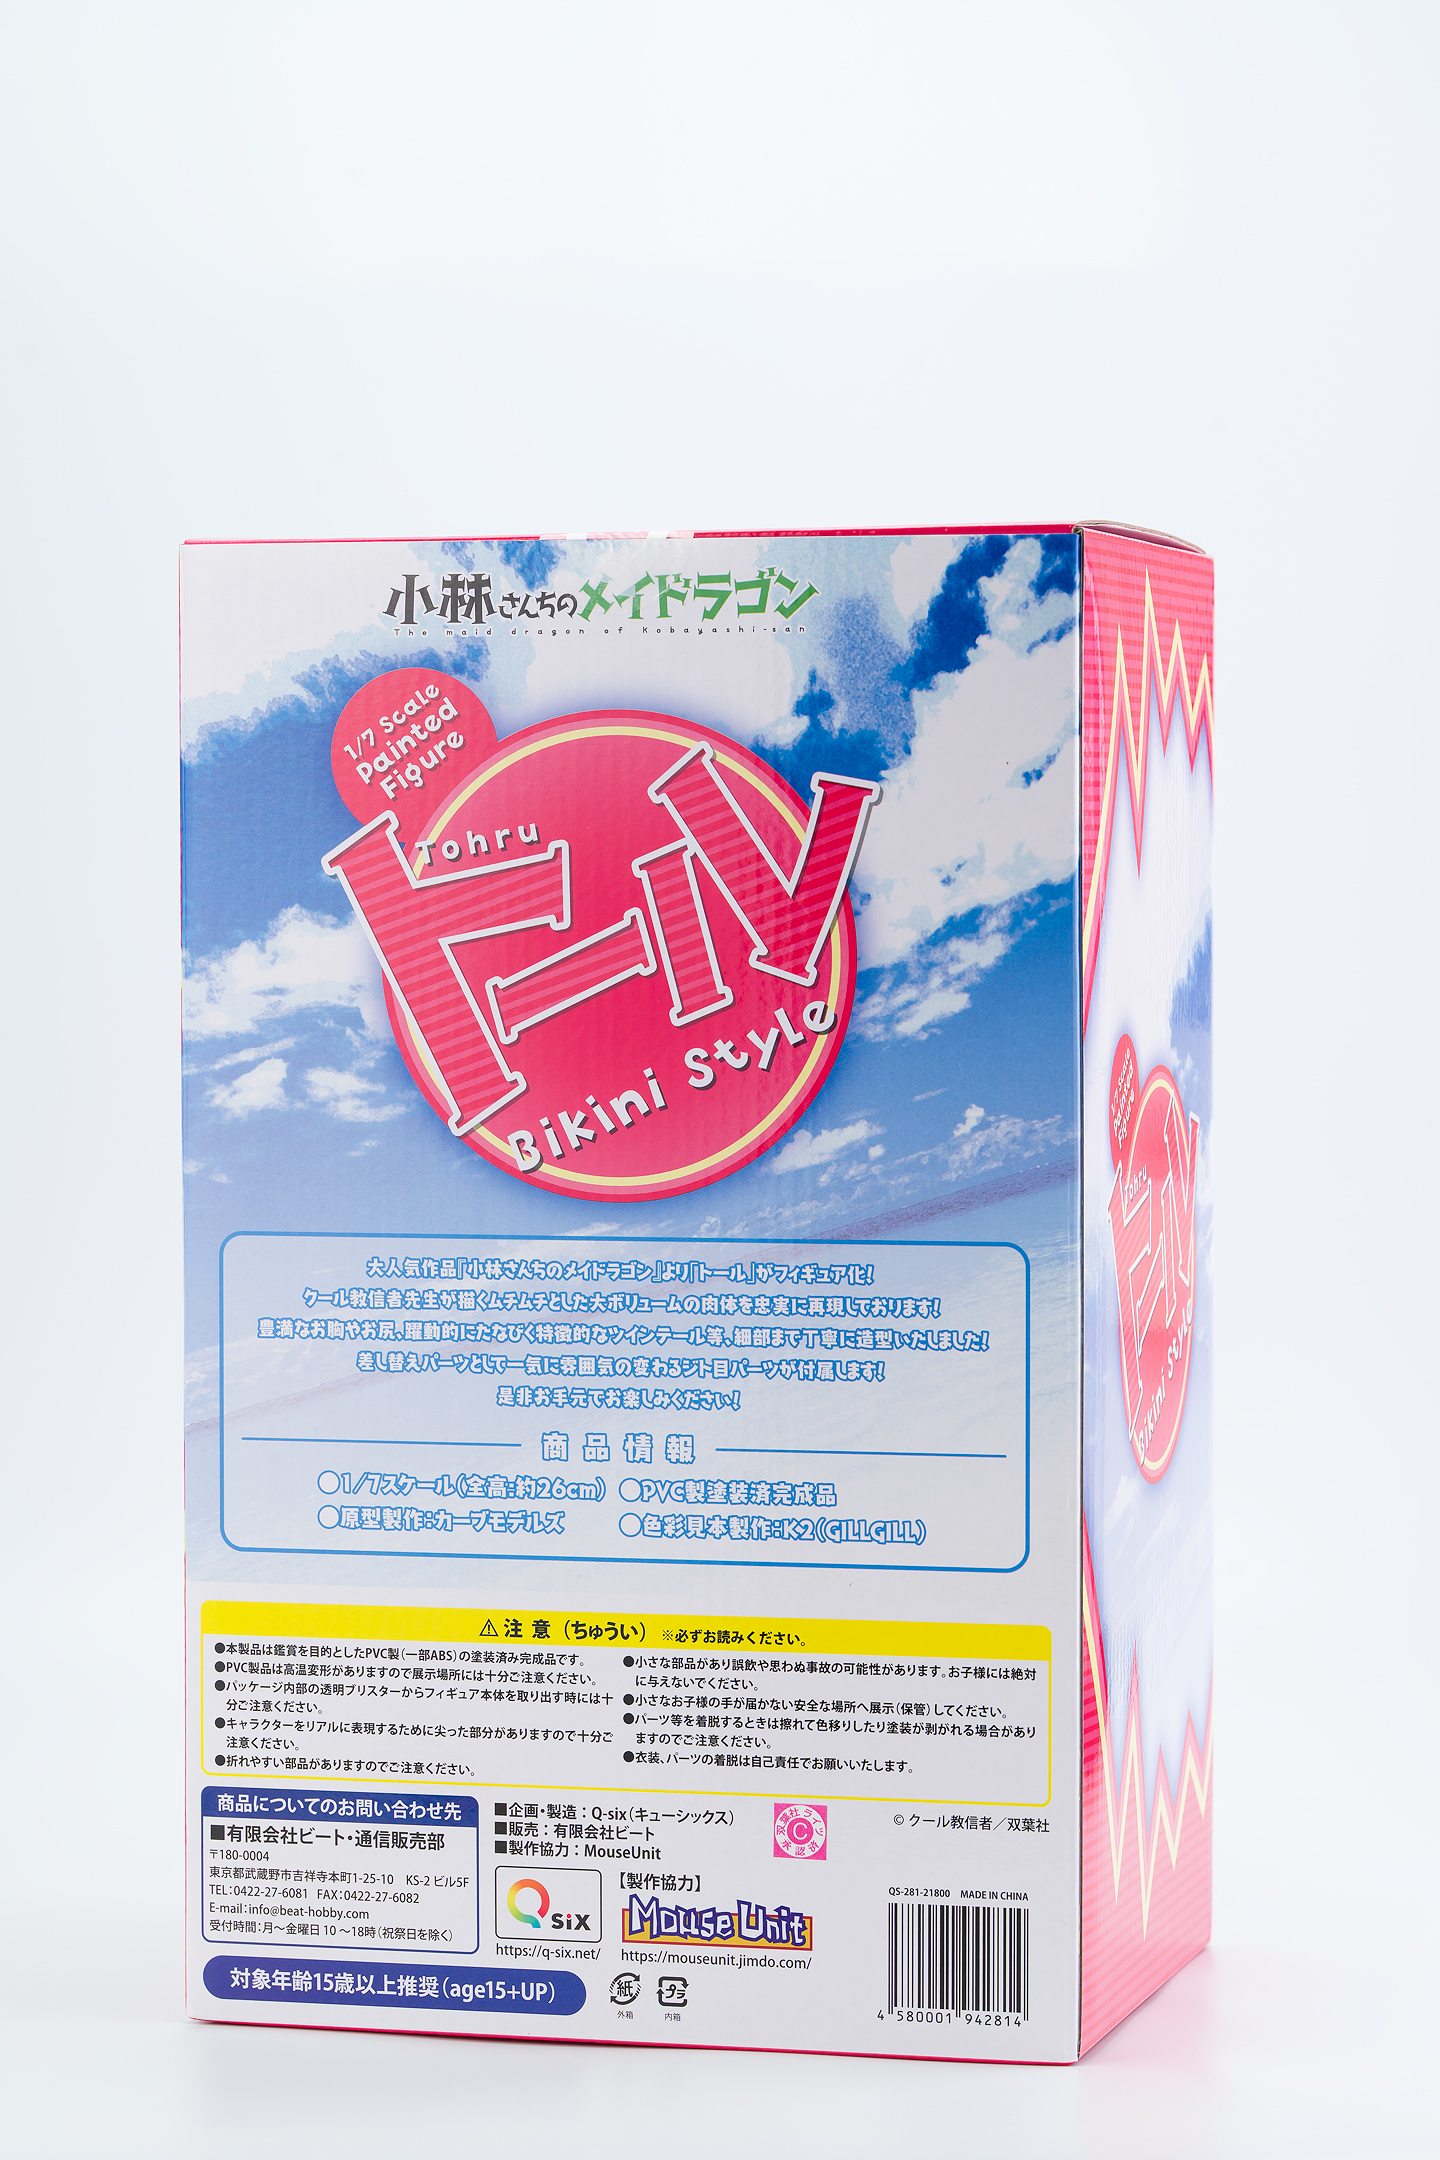 小林さんちのメイドラゴン
The maid dragon of Kobayashi-san
1/7 Scale
Painted
Figure
Tohru
トール
Bikini Style
大人気作品『小林さんちのメイドラゴン』より「トール」がフィギュア化!
クール教信者先生が描くムチムチとした大ボリュームの肉体を忠実に再現しております!
豊満なお胸やお尻、躍動的にたなびく特徴的なツインテール等、細部まで丁寧に造型いたしました!
差し替えパーツとして一気に雰囲気の変わるジト目パーツが付属します!
是非お手元でお楽しみください!
商品情報
●1/7スケール(全高:約26cm) ●PVC製塗装済完成品
●原型製作:カーブモデルズ ●色彩見本製作:K2(GILLGILL)
⚠注意(ちゅうい) ※必ずお読みください。
●本製品は鑑賞を目的としたPVC製(一部ABS)の塗装済み完成品です。
●PVC製品は高温変形がありますので展示場所には十分ご注意ください。
●パッケージ内部の透明ブリスターからフィギュア本体を取り出す時には十
分ご注意ください。
●キャラクターをリアルに表現するために尖った部分がありますので十分ご
注意ください。
●折れやすい部品がありますのでご注意ください。
●小さな部品があり誤飲や思わぬ事故の可能性があります。お子様には絶対
に与えないでください。
●小さなお子様の手が届かない安全な場所へ展示(保管)してください。
●パーツ等を着脱するときは擦れて色移りしたり塗装が剥がれる場合があり
ますのでご注意ください。
●衣装、パーツの着脱は自己責任でお願いいたします。
商品についてのお問い合わせ先
■有限会社ビート・通信販売部
〒180-0004
東京都武蔵野市吉祥寺本町1-25-10 KS-2 ビル5F
TEL:0422-27-6081 FAX:0422-27-6082
E-mail:info@beat-hobby.com
受付時間:月~金曜日 10 ~18時(祝祭日を除く)
対象年齢15歳以上推奨(age15+UP)
■企画・製造:Q-six(キューシックス)
■販売:有限会社ビート
■製作協力:MouseUnit
Q six
https://q-six.net/
【製作協力】
Mouse Unit
https://mouseunit.jimdo.com/
紙
外箱
プラ
内箱
双葉社ライツ
C
承認済
© クール教信者/双葉社
QS-281-21800 MADE IN CHINA
4 580001 942814
1/7 Scale
Painted
Figure
Tohru
トール
Bikini Style